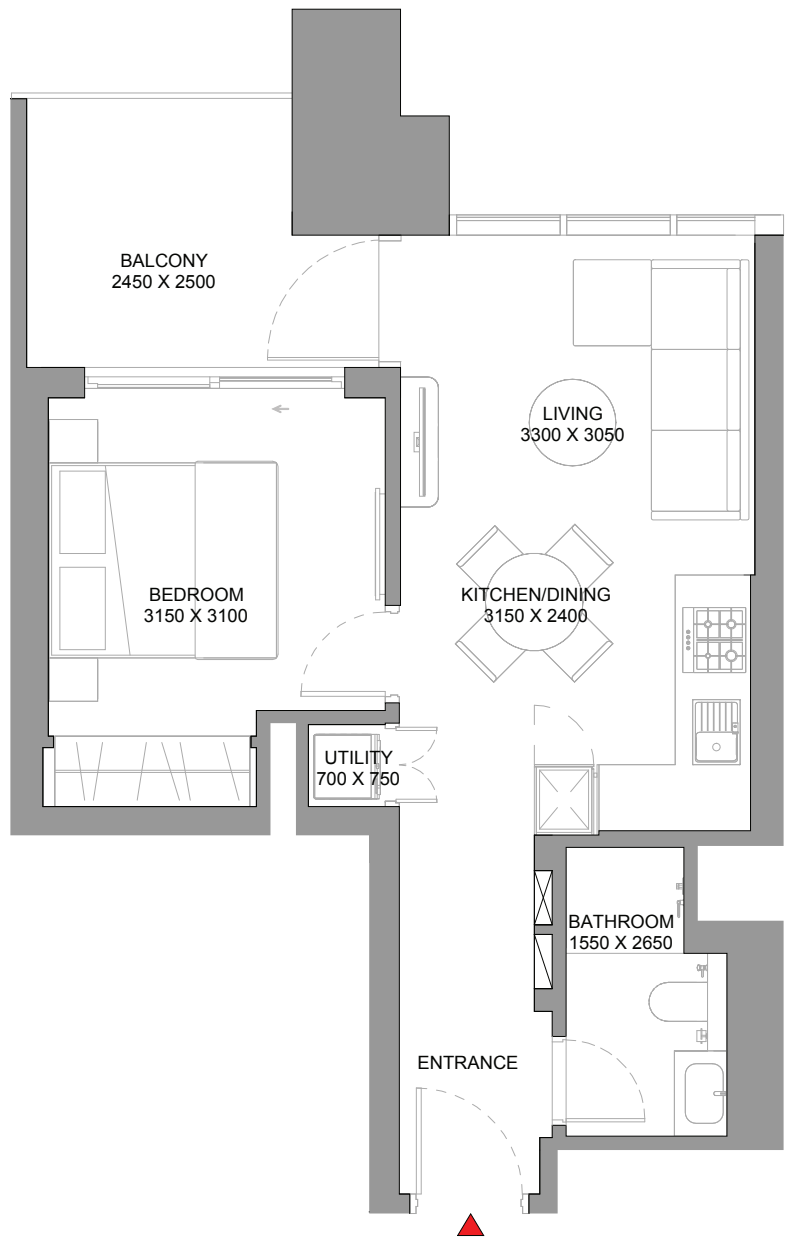 BALCONY
2450 X 2500
LIVING
3300 X 3050
BEDROOM
3150 X 3100
KITCHEN/DINING
3150 X 2400
UTILITY
700 X 750
BATHROOM
1550 X 2650
ENTRANCE